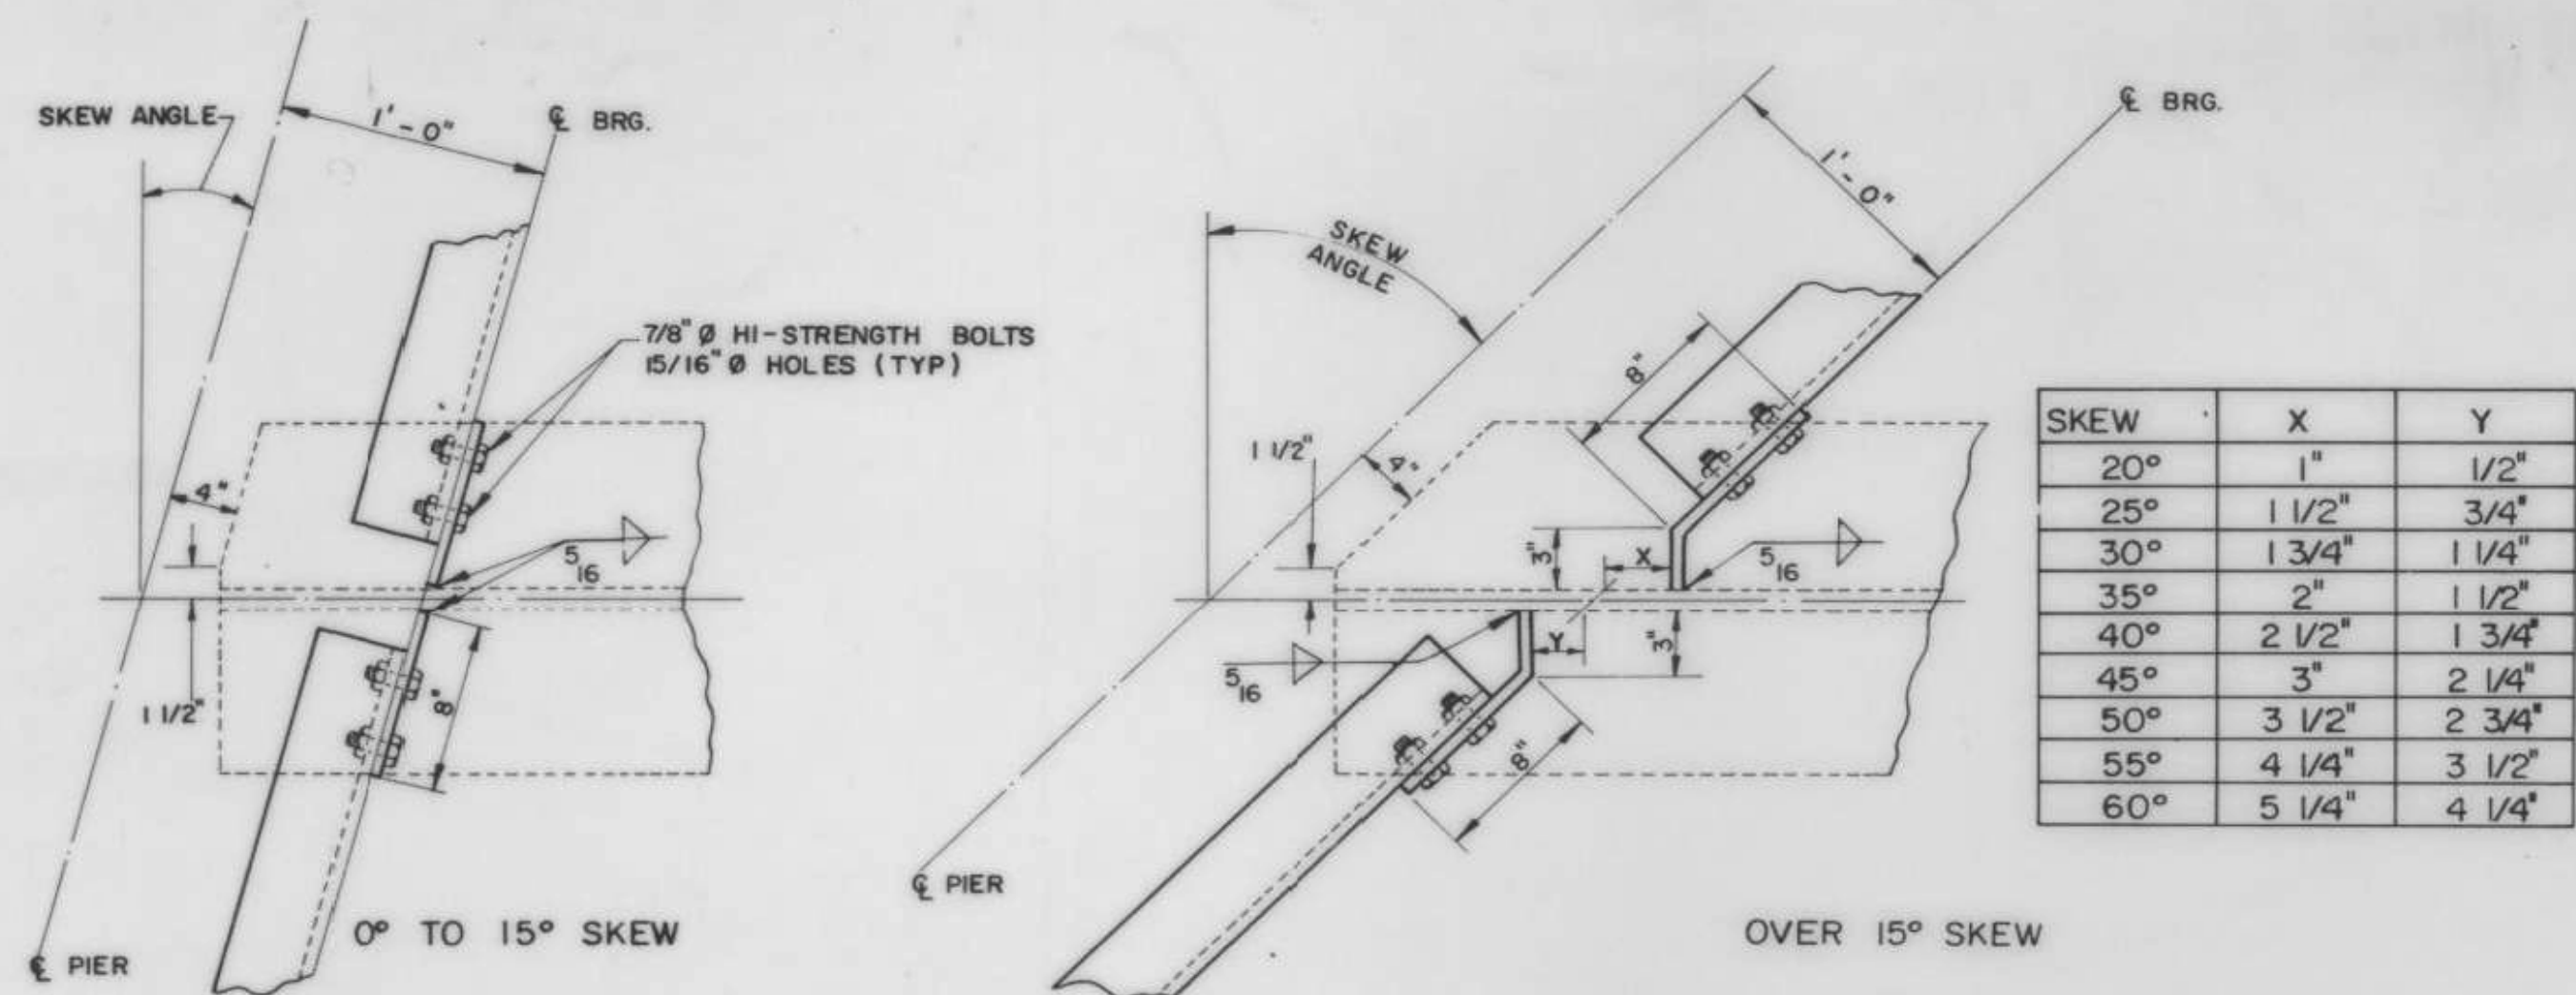 SKEW ANGLE
1'-0"
℄ BRG.
7/8" Ø HI-STRENGTH BOLTS
15/16" Ø HOLES (TYP)
4"
5/16
1 1/2"
8"
℄ PIER
0° TO 15° SKEW
℄ BRG.
1'-0"
SKEW
ANGLE
8"
1 1/2"
4"
3"
X
5/16
Y
3"
5/16
8"
℄ PIER
OVER 15° SKEW
SKEW X Y
20° 1" 1/2"
25° 1 1/2" 3/4"
30° 1 3/4" 1 1/4"
35° 2" 1 1/2"
40° 2 1/2" 1 3/4"
45° 3" 2 1/4"
50° 3 1/2" 2 3/4"
55° 4 1/4" 3 1/2"
60° 5 1/4" 4 1/4"